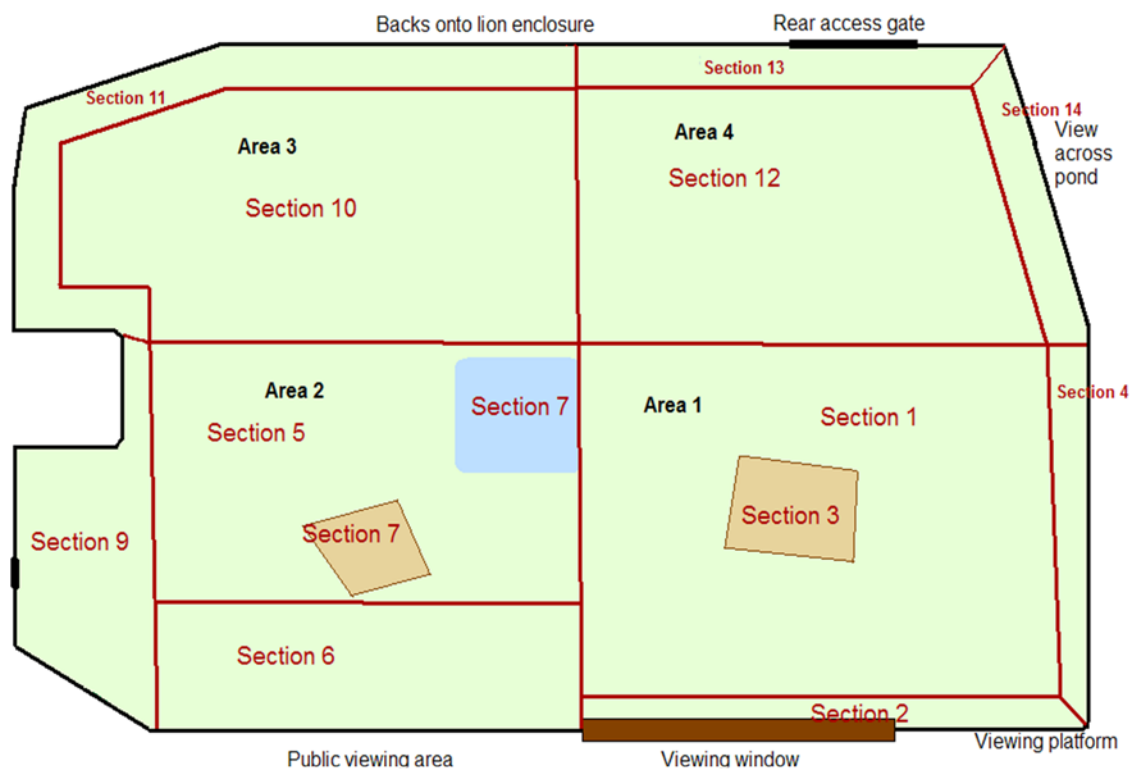 Backs onto lion enclosure
Rear access gate
Section 13
Section 11
Section 14
View
across
pond
Area 3
Area 4
Section 12
Section 10
Area 2
Section 7
Area 1
Section 4
Section 1
Section 5
Section 3
Section 7
Section 9
Section 6
Section 2
Viewing platform
Public viewing area
Viewing window